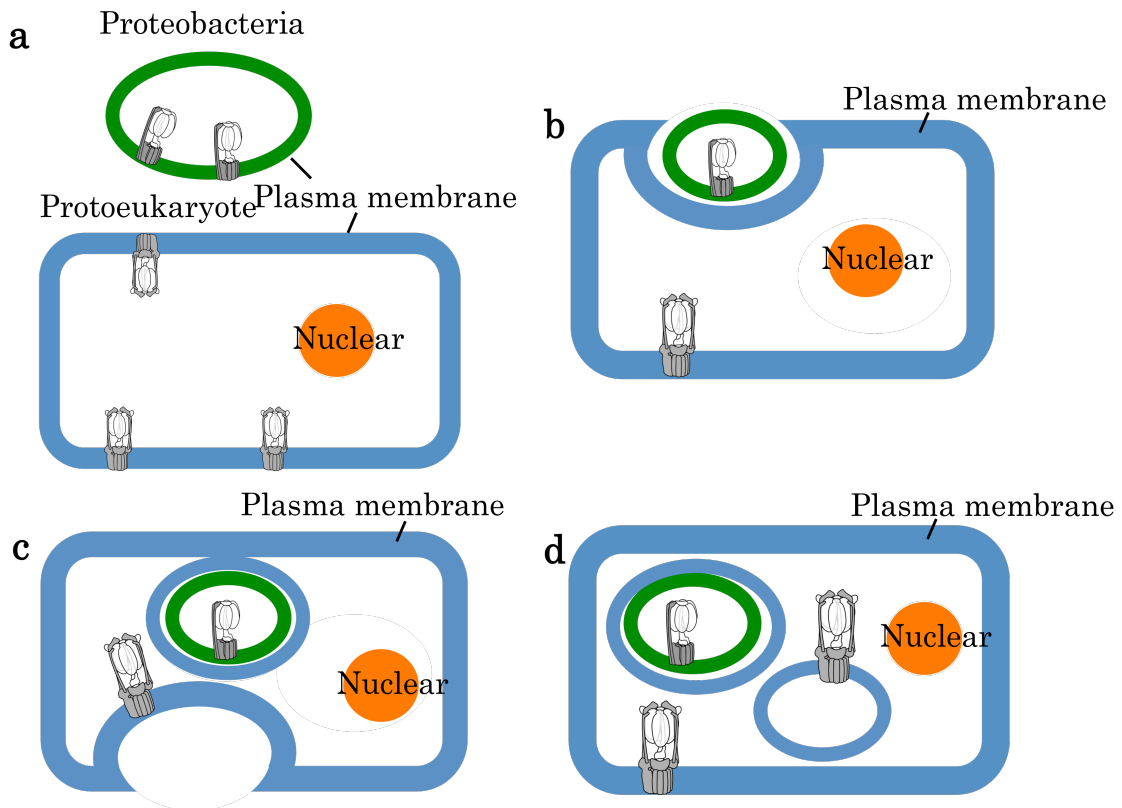 a
Proteobacteria
Plasma membrane
Protoeukaryote
Nuclear
b
Plasma membrane
Nuclear
c
Plasma membrane
Nuclear
d
Plasma membrane
Nuclear